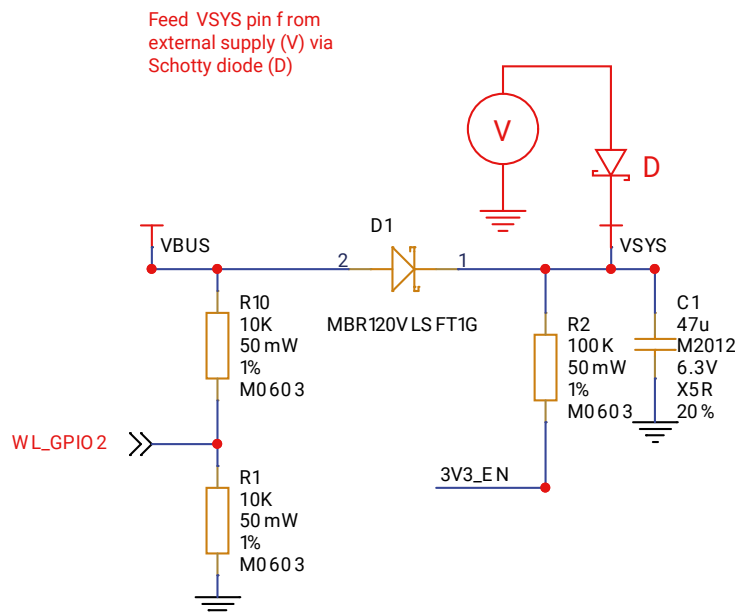 Feed VSYS pin from
external supply (V) via
Schotty diode (D)
V
D
D1
VBUS
2
1
VSYS
MBR120VLSFT1G
R10
10K
50mW
1%
M0603
R2
100K
50mW
1%
M0603
C1
47u
M2012
6.3V
X5R
20%
WL_GPIO2
3V3_EN
R1
10K
50mW
1%
M0603